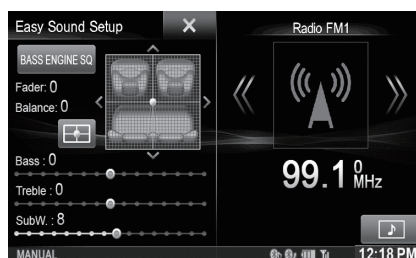 Easy Sound Setup
BASS ENGINE SQ
Fader: 0
Balance: 0
Bass : 0
Treble : 0
SubW. : 8
MANUAL
Radio FM1
99.1 0 MHz
12:18 PM